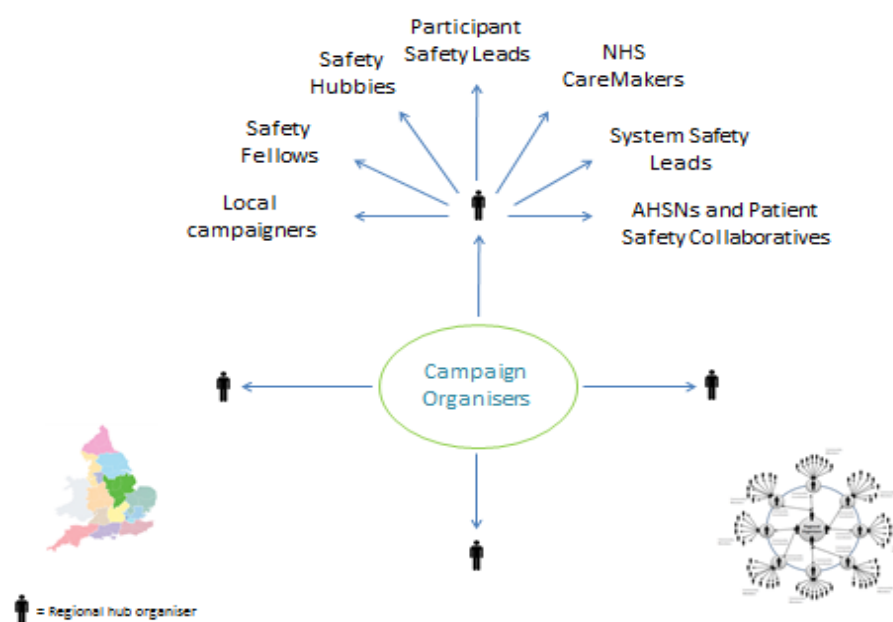 Participant
Safety Leads
Safety
Hubbies
NHS
CareMakers
Safety
Fellows
System Safety
Leads
Local
campaigners
AHSNs and Patient
Safety Collaboratives
Campaign
Organisers
= Regional hub organiser